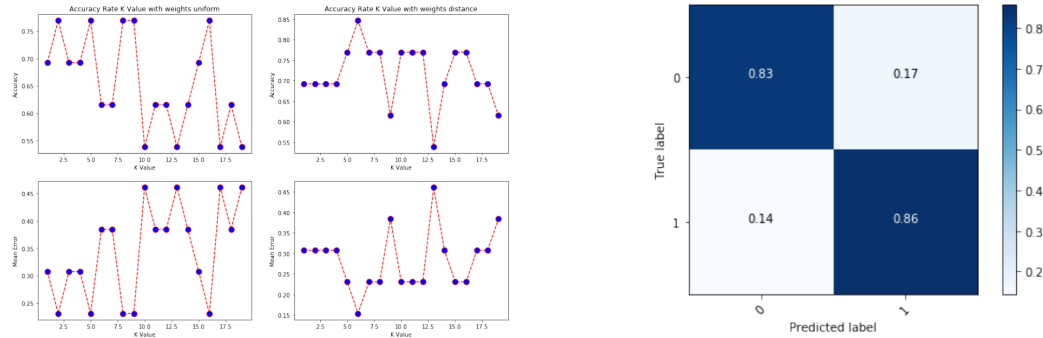 Accuracy Rate K Value with weights uniform
0.75
0.70
0.65
0.60
0.55
Accuracy
2.5 5.0 7.5 10.0 12.5 15.0 17.5
K Value
Accuracy Rate K Value with weights distance
0.85
0.80
0.75
0.70
0.65
0.60
0.55
Accuracy
2.5 5.0 7.5 10.0 12.5 15.0 17.5
K Value
0.45
0.40
0.35
0.30
0.25
Mean Error
2.5 5.0 7.5 10.0 12.5 15.0 17.5
K Value
0.45
0.40
0.35
0.30
0.25
0.20
0.15
Mean Error
2.5 5.0 7.5 10.0 12.5 15.0 17.5
K Value
True label
0
0.83 0.17
1
0.14 0.86
0 1
Predicted label
0.8
0.7
0.6
0.5
0.4
0.3
0.2